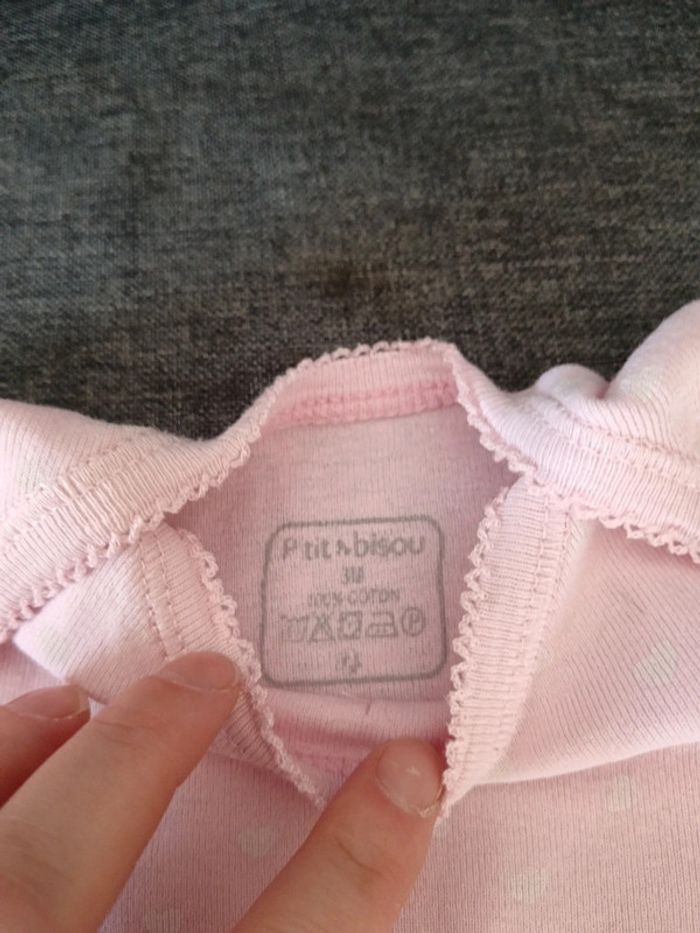 P'tit bisou
3M
100% COTON
P